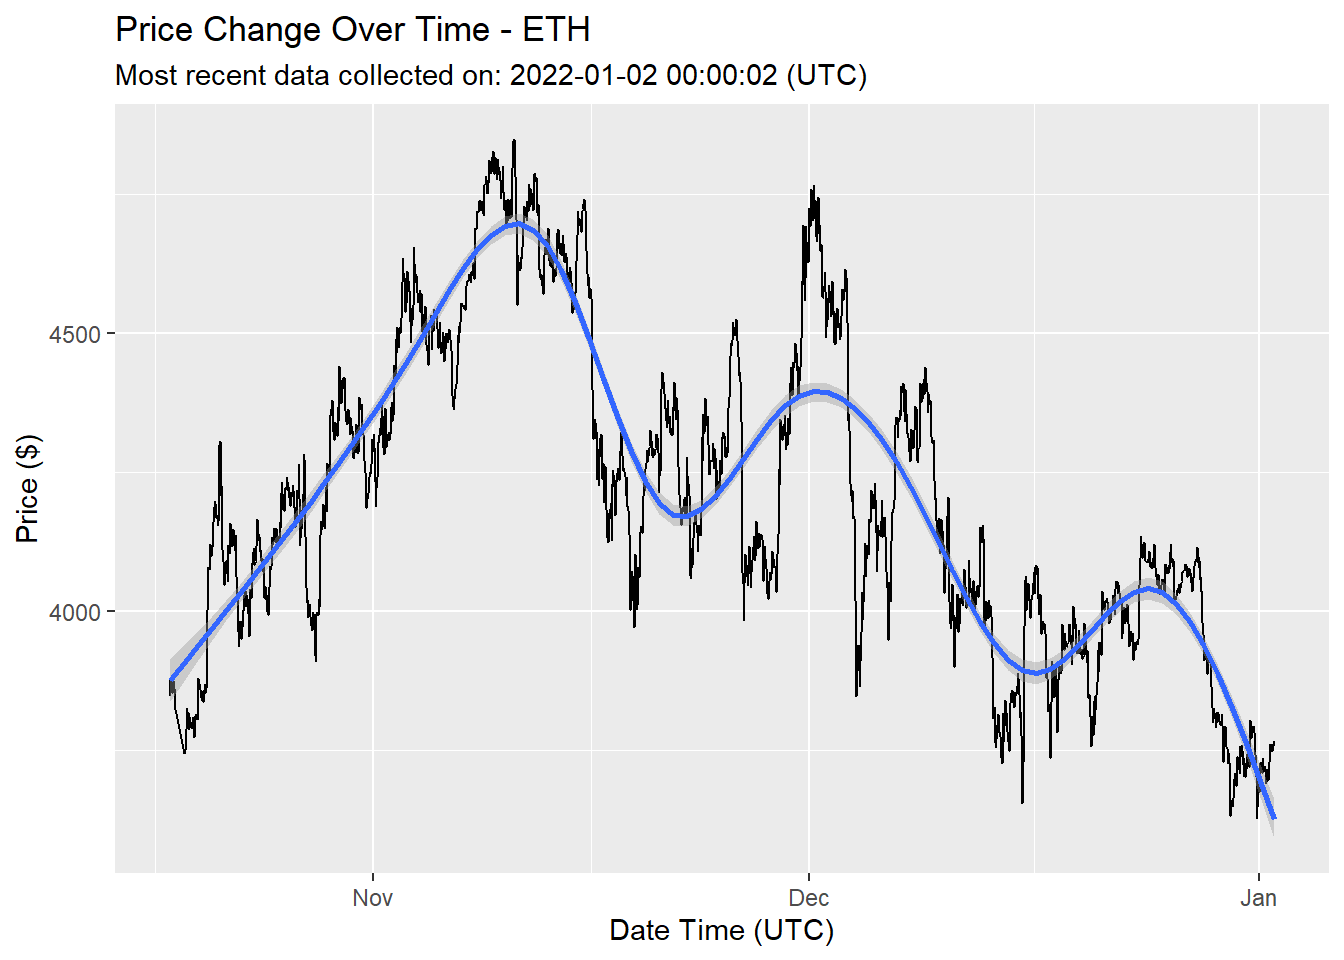 Price Change Over Time - ETH
Most recent data collected on: 2022-01-02 00:00:02 (UTC)
Price ($)
4500
4000
Nov
Dec
Jan
Date Time (UTC)